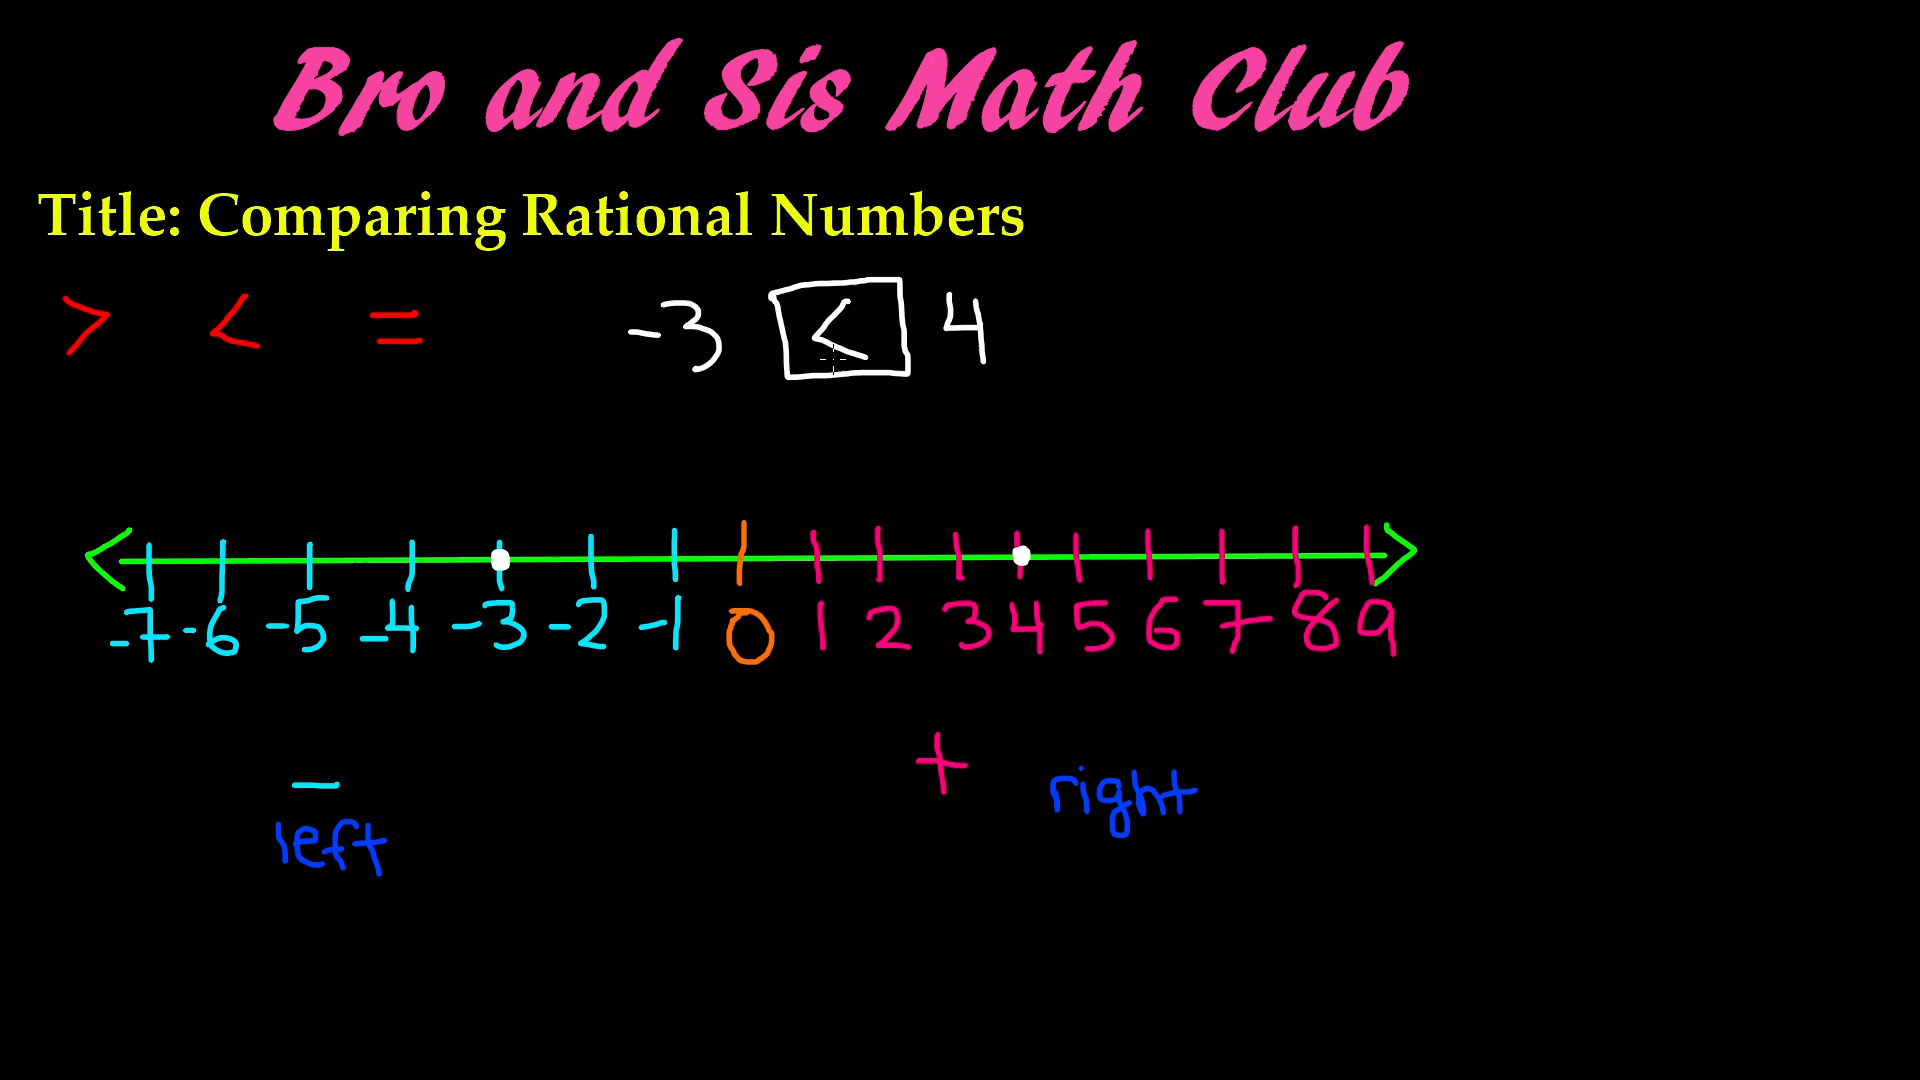 Bro and Sis Math Club
Title: Comparing Rational Numbers
> < = -3 < 4
-7 -6 -5 -4 -3 -2 -1 0 1 2 3 4 5 6 7 8 9
- +
left right